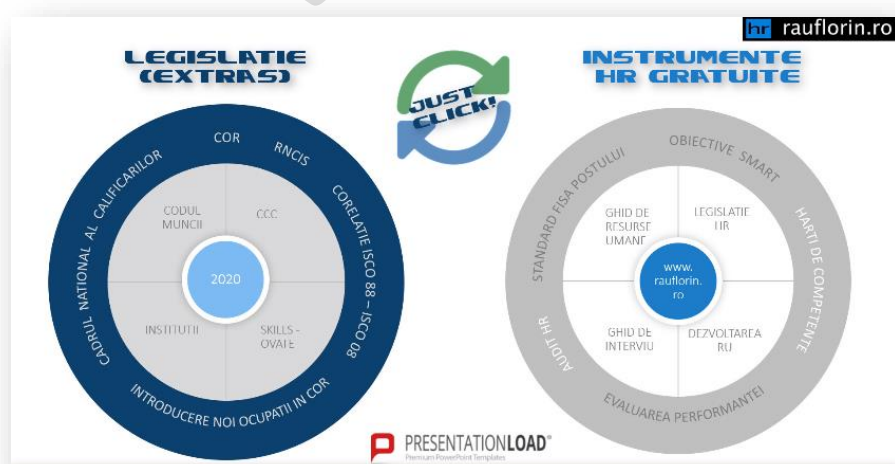 hr rauflorin.ro
LEGISLATIE
(EXTRAS)
JUST
CLICK!
INSTRUMENTE
HR GRATUITE
CADRUL NATIONAL AL CALIFICARILOR
COR
RNCIS
CORELATIE ISCO 88 – ISCO 08
INTRODUCERE NOI OCUPATII IN COR
CODUL
MUNCII
CCC
2020
INSTITUTII
SKILLS -
OVATE
STANDARD FISA POSTULUI
OBIECTIVE SMART
HARTI DE COMPETENTE
EVALUAREA PERFORMANTEI
AUDIT HR
GHID DE
RESURSE
UMANE
LEGISLATIE
HR
www.
rauflorin.
ro
GHID DE
INTERVIU
DEZVOLTAREA
RU
PRESENTATIONLOAD®
Premium PowerPoint Templates